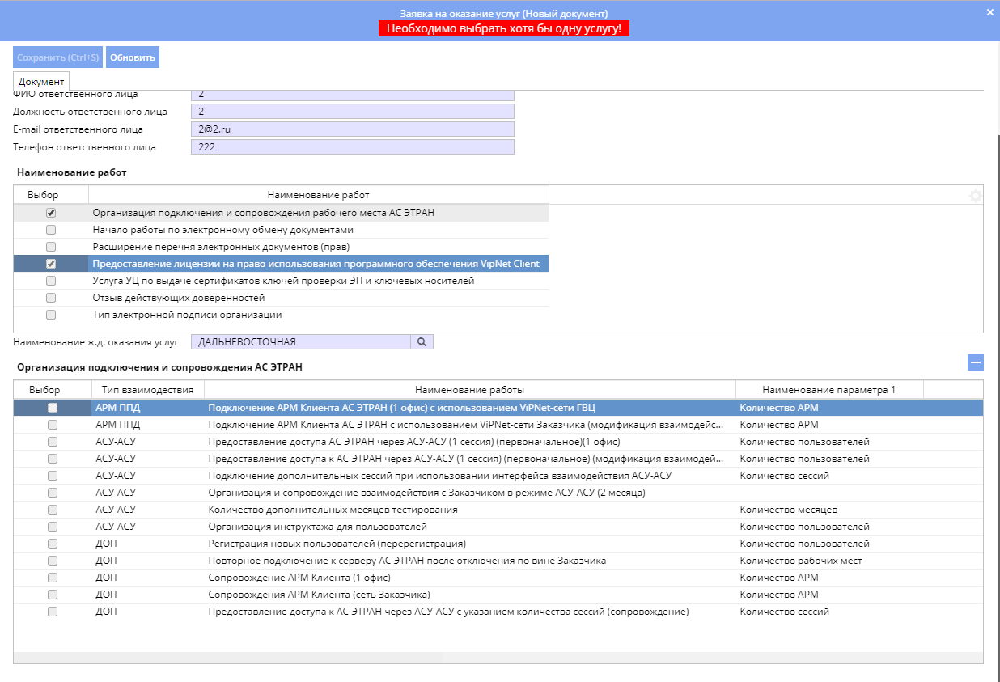 Заявка на оказание услуг (Новый документ)
Необходимо выбрать хотя бы одну услугу!
Сохранить (Ctrl+S) Обновить
Документ
ФИО ответственного лица 2
Должность ответственного лица 2
E-mail ответственного лица 2@2.ru
Телефон ответственного лица 222
Наименование работ
Выбор Наименование работ
Организация подключения и сопровождения рабочего места АС ЭТРАН
Начало работы по электронному обмену документами
Расширение перечня электронных документов (прав)
Предоставление лицензии на право использования программного обеспечения VipNet Client
Услуга УЦ по выдаче сертификатов ключей проверки ЭП и ключевых носителей
Отзыв действующих доверенностей
Тип электронной подписи организации
Наименование ж.д. оказания услуг ДАЛЬНЕВОСТОЧНАЯ
Организация подключения и сопровождения АС ЭТРАН
Выбор Тип взаимодествия Наименование работы Наименование параметра 1
АРМ ППД Подключение АРМ Клиента АС ЭТРАН (1 офис) с использованием ViPNet-сети ГВЦ Количество АРМ
АРМ ППД Подключение АРМ Клиента АС ЭТРАН с использованием ViPNet-сети Заказчика (модификация взаимодейс... Количество АРМ
АСУ-АСУ Предоставление доступа АС ЭТРАН через АСУ-АСУ (1 сессия) (первоначальное)(1 офис) Количество пользователей
АСУ-АСУ Предоставление доступа к АС ЭТРАН через АСУ-АСУ (1 сессия) (первоначальное) (модификация взаимодей... Количество пользователей
АСУ-АСУ Подключение дополнительных сессий при использовании интерфейса взаимодействия АСУ-АСУ Количество сессий
АСУ-АСУ Организация и сопровождение взаимодействия с Заказчиком в режиме АСУ-АСУ (2 месяца)
АСУ-АСУ Количество дополнительных месяцев тестирования Количество месяцев
АСУ-АСУ Организация инструктажа для пользователей Количество пользователей
ДОП Регистрация новых пользователей (перерегистрация) Количество пользователей
ДОП Повторное подключение к серверу АС ЭТРАН после отключения по вине Заказчика Количество рабочих мест
ДОП Сопровождение АРМ Клиента (1 офис) Количество АРМ
ДОП Сопровождения АРМ Клиента (сеть Заказчика) Количество АРМ
ДОП Предоставление доступа к АС ЭТРАН через АСУ-АСУ с указанием количества сессий (сопровождение) Количество сессий